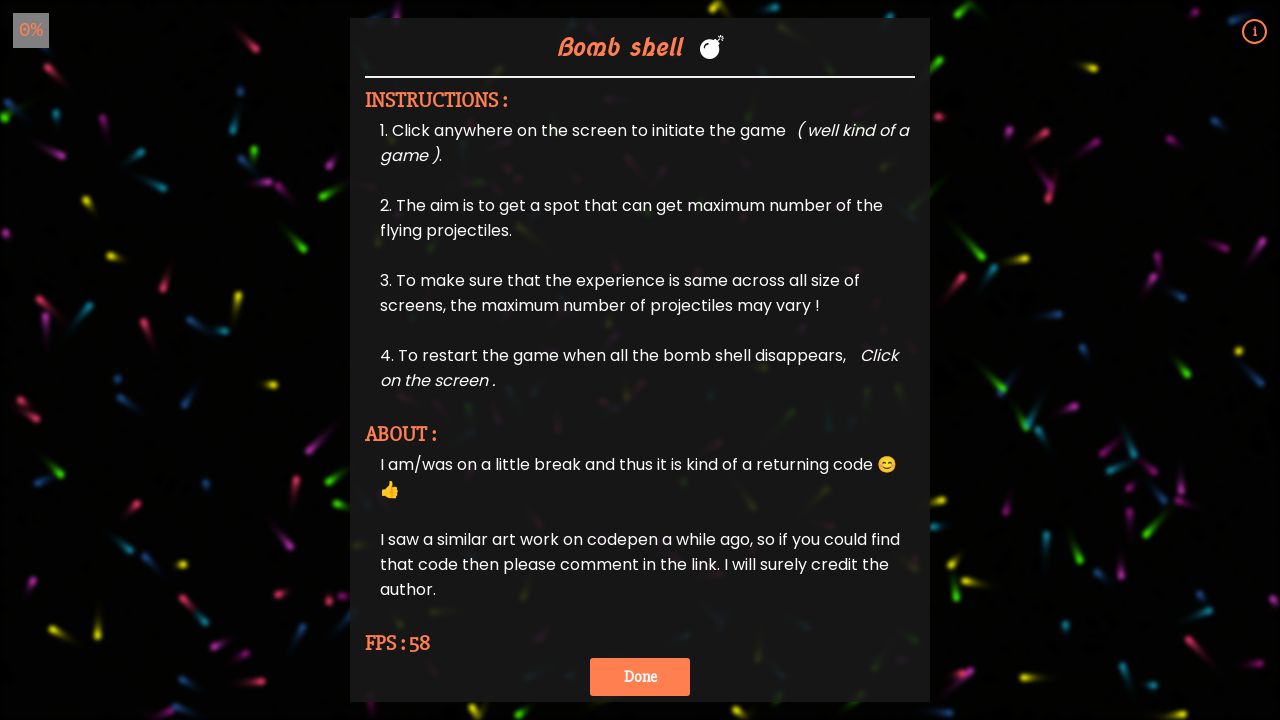 0%
Bomb shell 💣
i
INSTRUCTIONS :
1. Click anywhere on the screen to initiate the game ( well kind of a
game ).
2. The aim is to get a spot that can get maximum number of the
flying projectiles.
3. To make sure that the experience is same across all size of
screens, the maximum number of projectiles may vary !
4. To restart the game when all the bomb shell disappears, Click
on the screen .
ABOUT :
I am/was on a little break and thus it is kind of a returning code 😊
👍
I saw a similar art work on codepen a while ago, so if you could find
that code then please comment in the link. I will surely credit the
author.
FPS : 58
Done